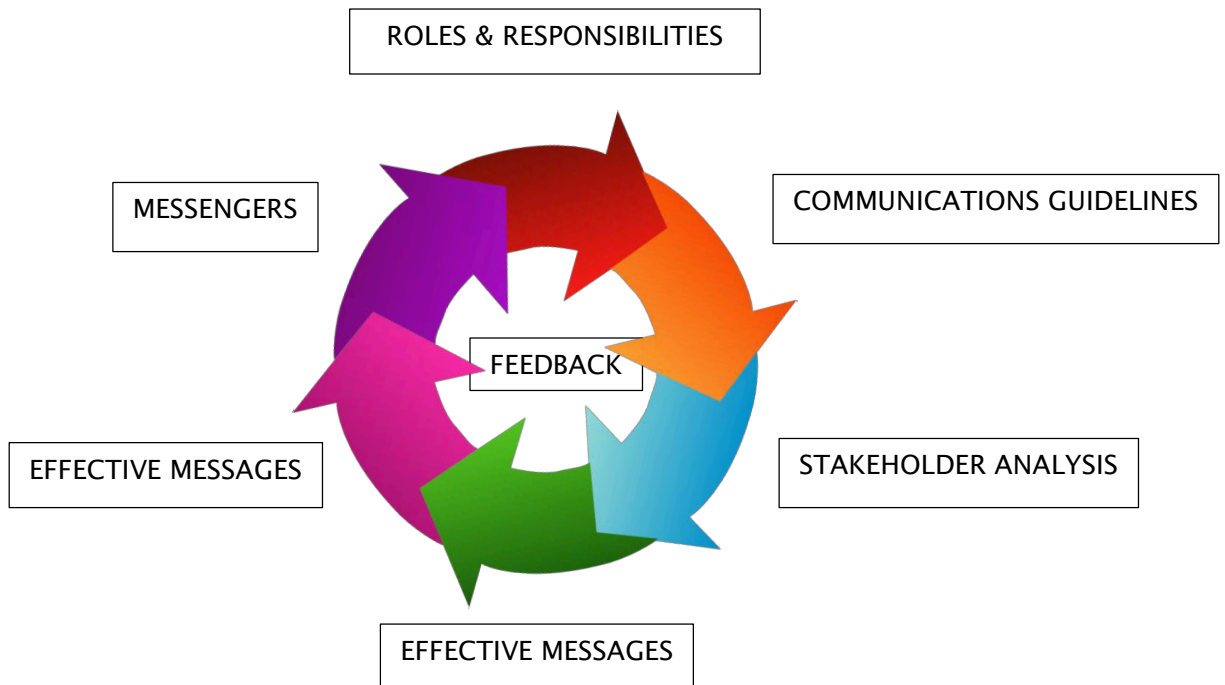 ROLES & RESPONSIBILITIES
MESSENGERS
COMMUNICATIONS GUIDELINES
FEEDBACK
EFFECTIVE MESSAGES
STAKEHOLDER ANALYSIS
EFFECTIVE MESSAGES